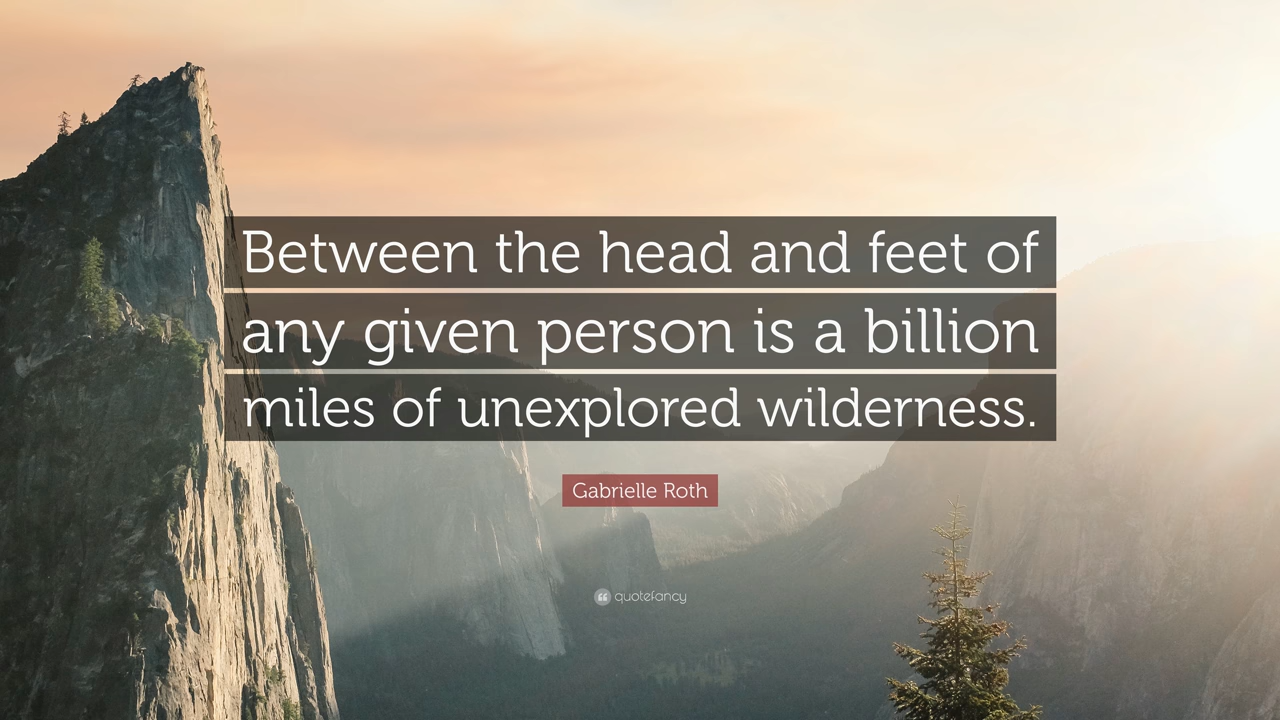 Between the head and feet of
any given person is a billion
miles of unexplored wilderness.
Gabrielle Roth
quotefancy